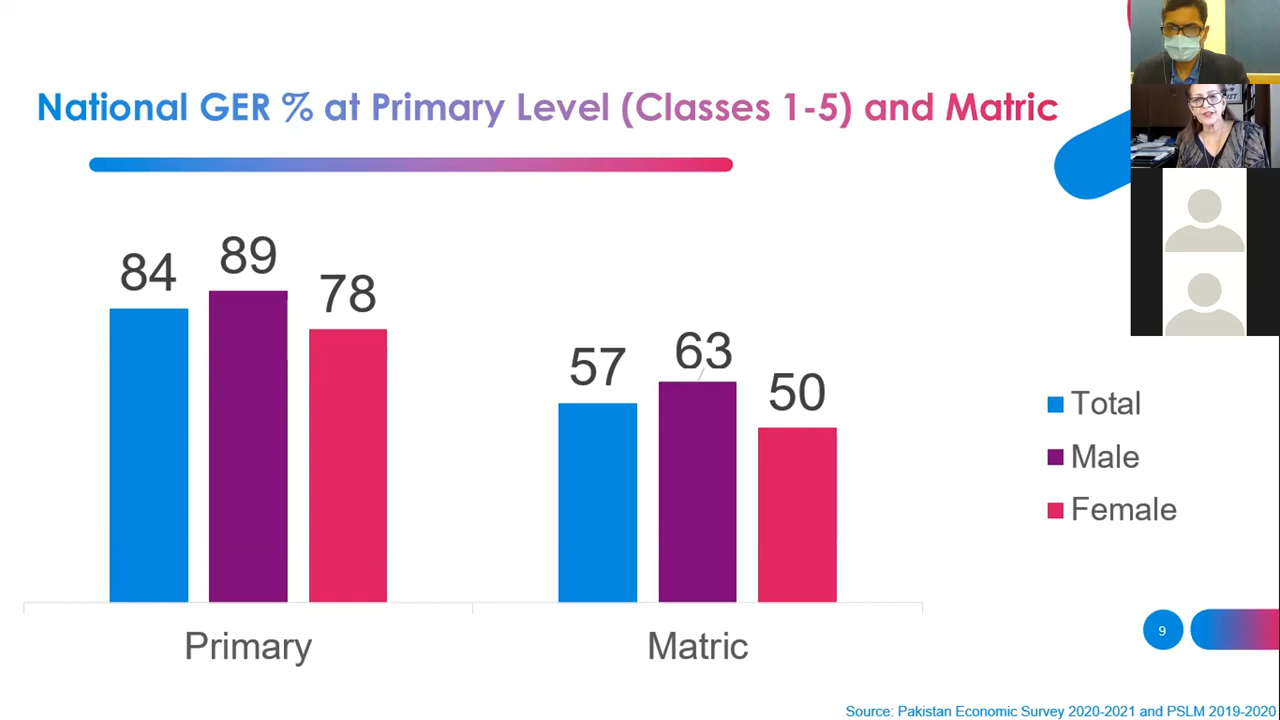 National GER % at Primary Level (Classes 1-5) and Matric
84
89
78
57
63
50
Total
Male
Female
Primary
Matric
9
Source: Pakistan Economic Survey 2020-2021 and PSLM 2019-2020